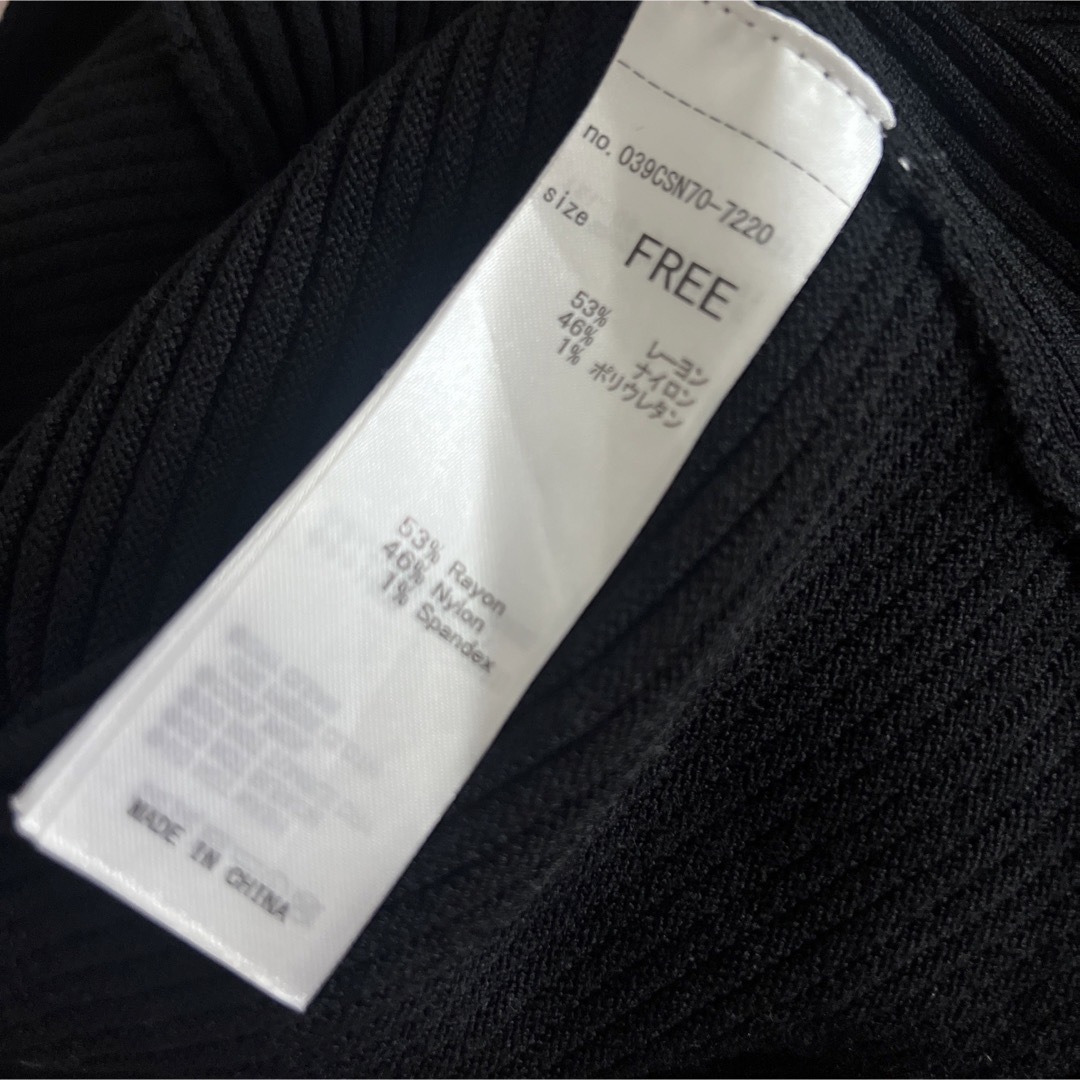 no. 039CSN70-7220
size
FREE
53% レーヨン
46% ナイロン
1% ポリウレタン
53% Rayon
46% Nylon
1% Spandex
MADE IN CHINA